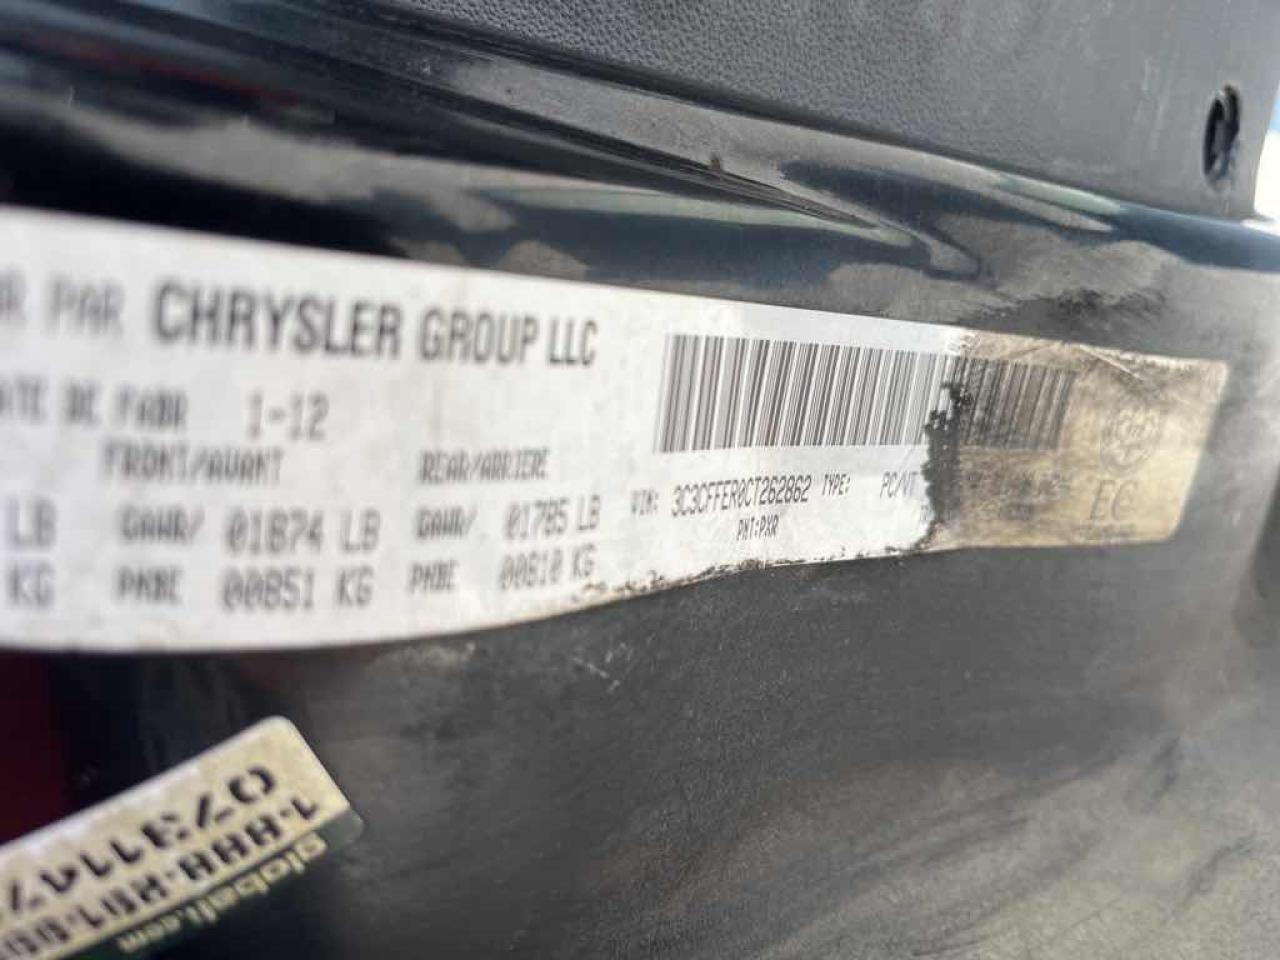 R PAR CHRYSLER GROUP LLC
ATE DE FABR 1-12
FRONT/AVANT REAR/ARRIERE
LB GAWR/ 01874 LB GAWR/ 01785 LB
KG PNBE 00851 KG PNBE 00810 KG
VIN: 3C3CFFER0CT262862 TYPE: PC/VT
PNT:PXR
EC